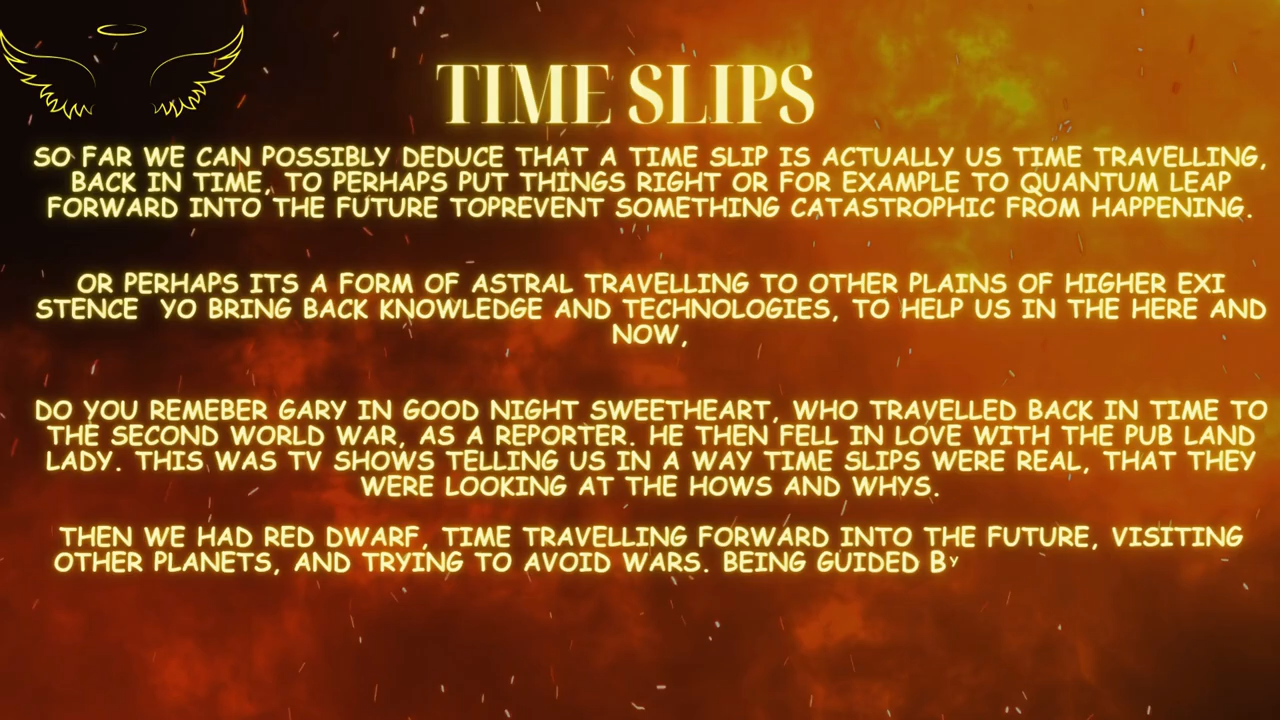 TIME SLIPS
SO FAR WE CAN POSSIBLY DEDUCE THAT A TIME SLIP IS ACTUALLY US TIME TRAVELLING,
BACK IN TIME, TO PERHAPS PUT THINGS RIGHT OR FOR EXAMPLE TO QUANTUM LEAP
FORWARD INTO THE FUTURE TOPREVENT SOMETHING CATASTROPHIC FROM HAPPENING.
OR PERHAPS ITS A FORM OF ASTRAL TRAVELLING TO OTHER PLAINS OF HIGHER EXI
STENCE YO BRING BACK KNOWLEDGE AND TECHNOLOGIES, TO HELP US IN THE HERE AND
NOW,
DO YOU REMEBER GARY IN GOOD NIGHT SWEETHEART, WHO TRAVELLED BACK IN TIME TO
THE SECOND WORLD WAR, AS A REPORTER. HE THEN FELL IN LOVE WITH THE PUB LAND
LADY. THIS WAS TV SHOWS TELLING US IN A WAY TIME SLIPS WERE REAL, THAT THEY
WERE LOOKING AT THE HOWS AND WHYS.
THEN WE HAD RED DWARF, TIME TRAVELLING FORWARD INTO THE FUTURE, VISITING
OTHER PLANETS, AND TRYING TO AVOID WARS. BEING GUIDED BY